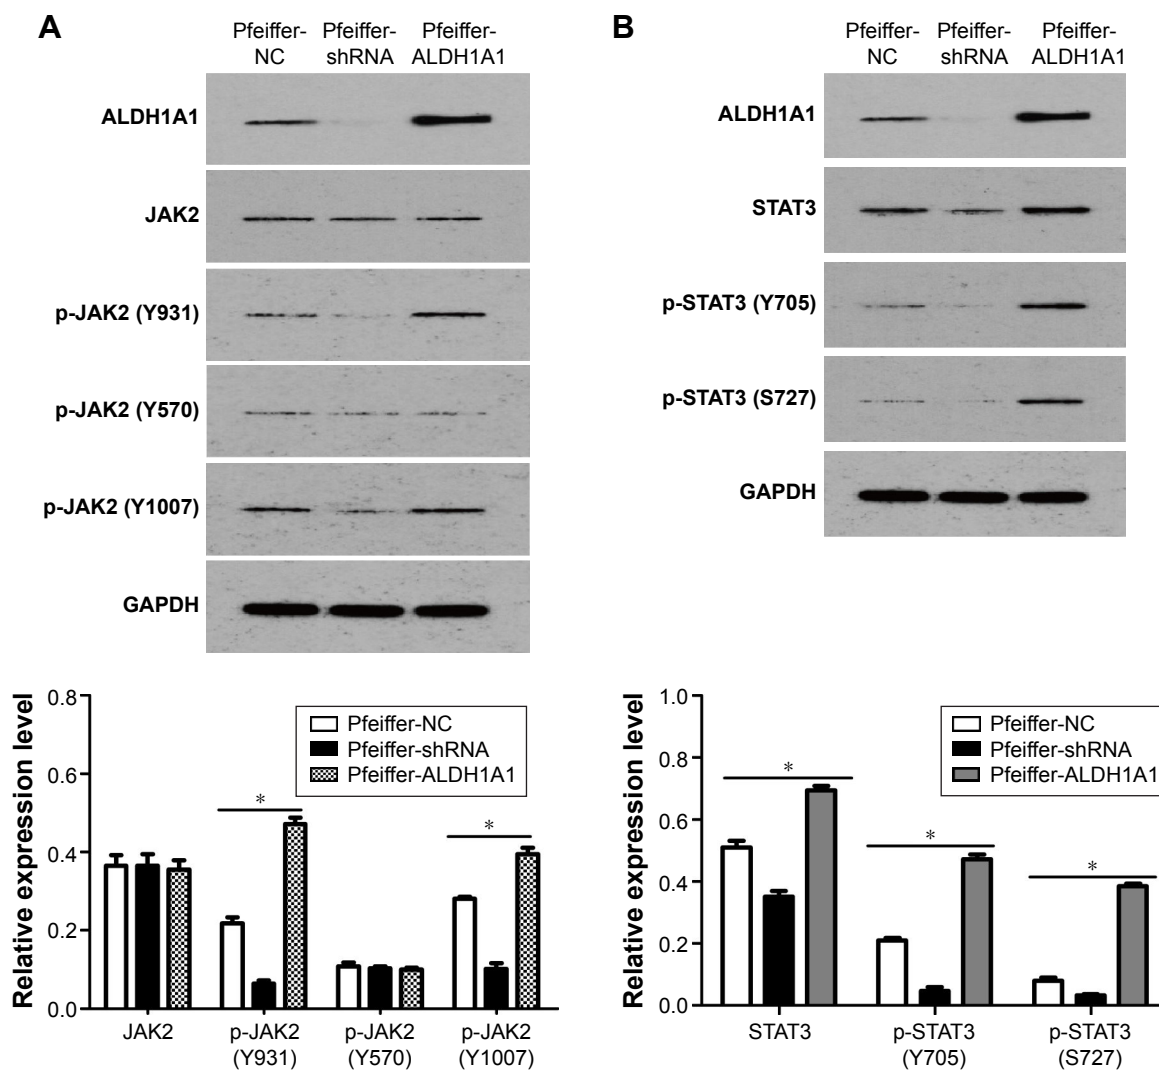 A
Pfeiffer-
NC
Pfeiffer-
shRNA
Pfeiffer-
ALDH1A1
ALDH1A1
JAK2
p-JAK2 (Y931)
p-JAK2 (Y570)
p-JAK2 (Y1007)
GAPDH
Relative expression level
0.8
0.6
0.4
0.2
0.0
Pfeiffer-NC
Pfeiffer-shRNA
Pfeiffer-ALDH1A1
*
*
JAK2
p-JAK2
(Y931)
p-JAK2
(Y570)
p-JAK2
(Y1007)
B
Pfeiffer-
NC
Pfeiffer-
shRNA
Pfeiffer-
ALDH1A1
ALDH1A1
STAT3
p-STAT3 (Y705)
p-STAT3 (S727)
GAPDH
Relative expression level
1.0
0.8
0.6
0.4
0.2
0.0
Pfeiffer-NC
Pfeiffer-shRNA
Pfeiffer-ALDH1A1
*
*
*
STAT3
p-STAT3
(Y705)
p-STAT3
(S727)